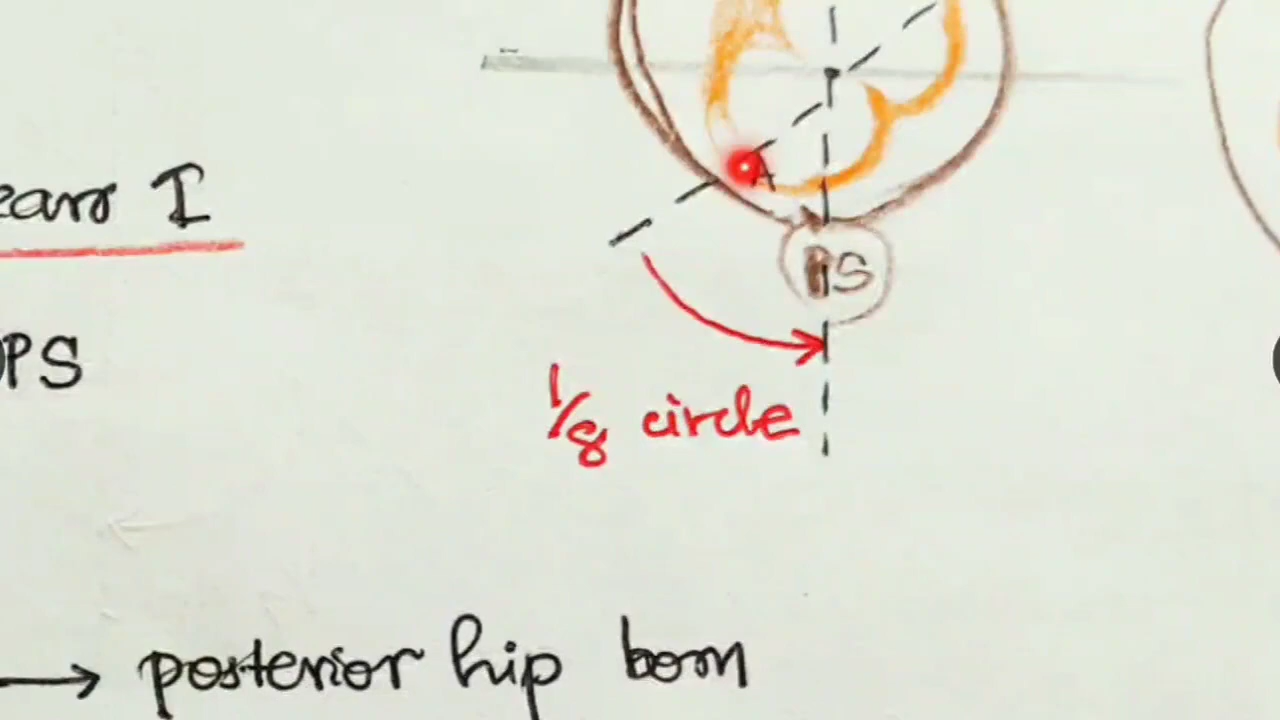 A
I
PS
PS
1/8 circle
→ posterior hip born